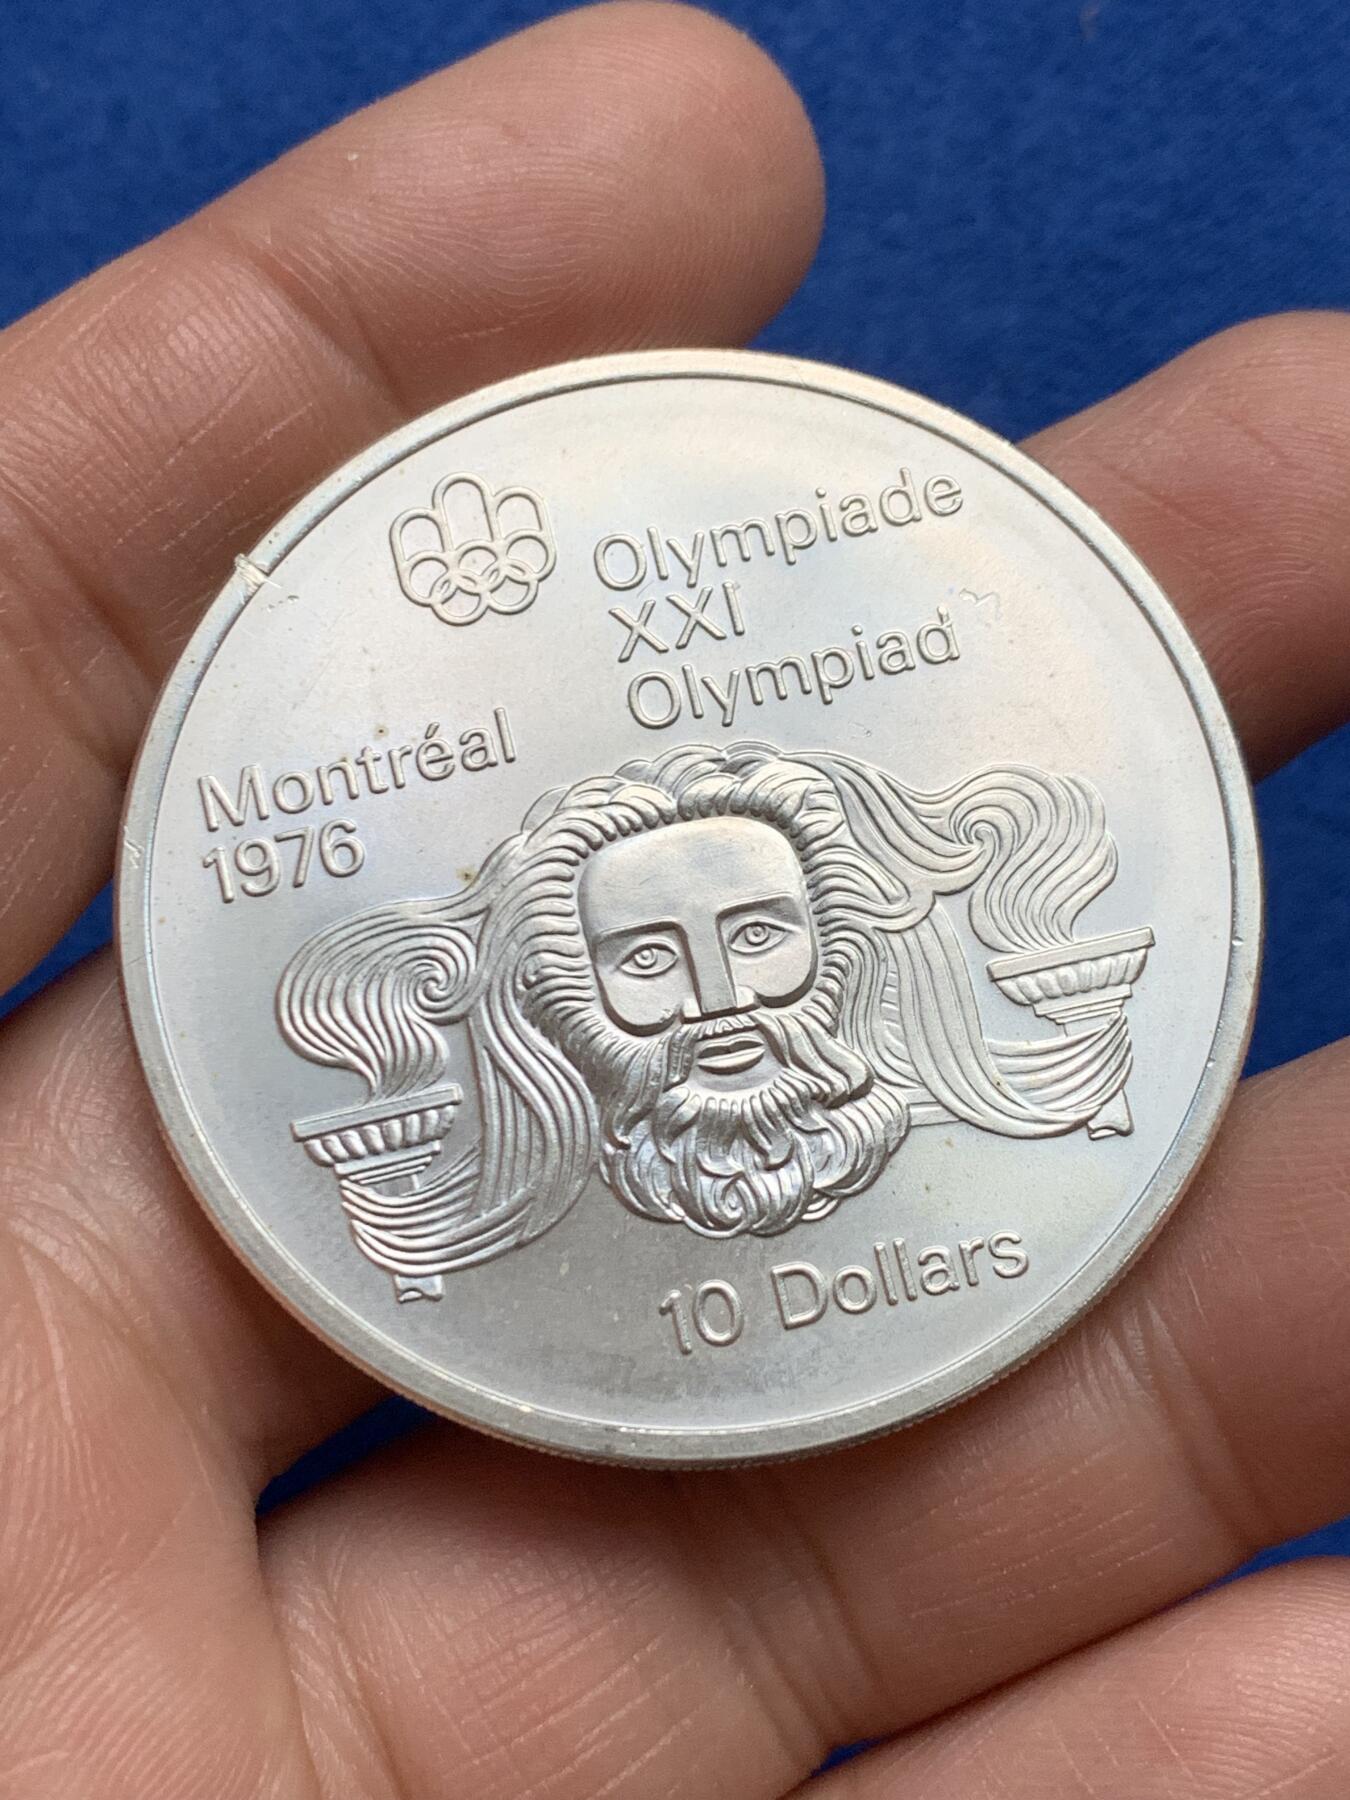 Olympiade
XXI
Olympiad
Montréal
1976
10 Dollars